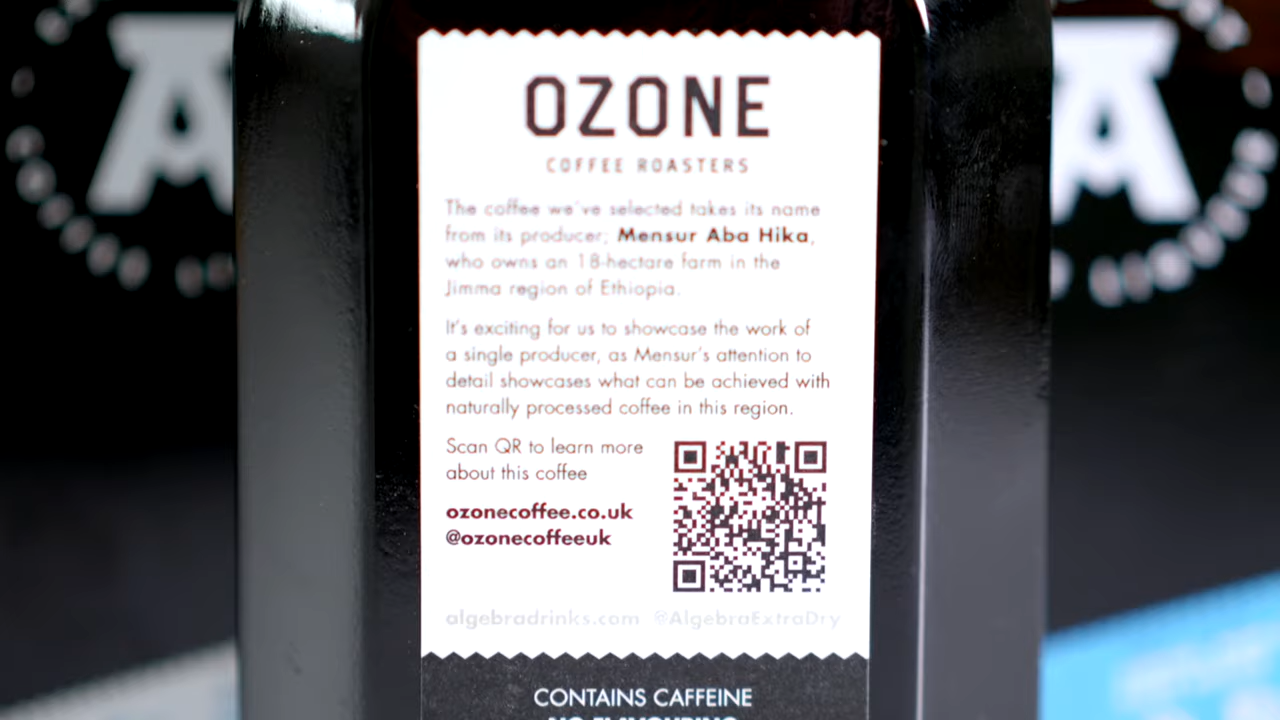 OZONE
COFFEE ROASTERS
The coffee we've selected takes its name
from its producer; Mensur Aba Hika,
who owns an 18-hectare farm in the
Jimma region of Ethiopia.
It's exciting for us to showcase the work of
a single producer, as Mensur's attention to
detail showcases what can be achieved with
naturally processed coffee in this region.
Scan QR to learn more
about this coffee
ozonecoffee.co.uk
@ozonecoffeeuk
algebradrinks.com @AlgebraExtraDry
CONTAINS CAFFEINE
NO FLAVOURING